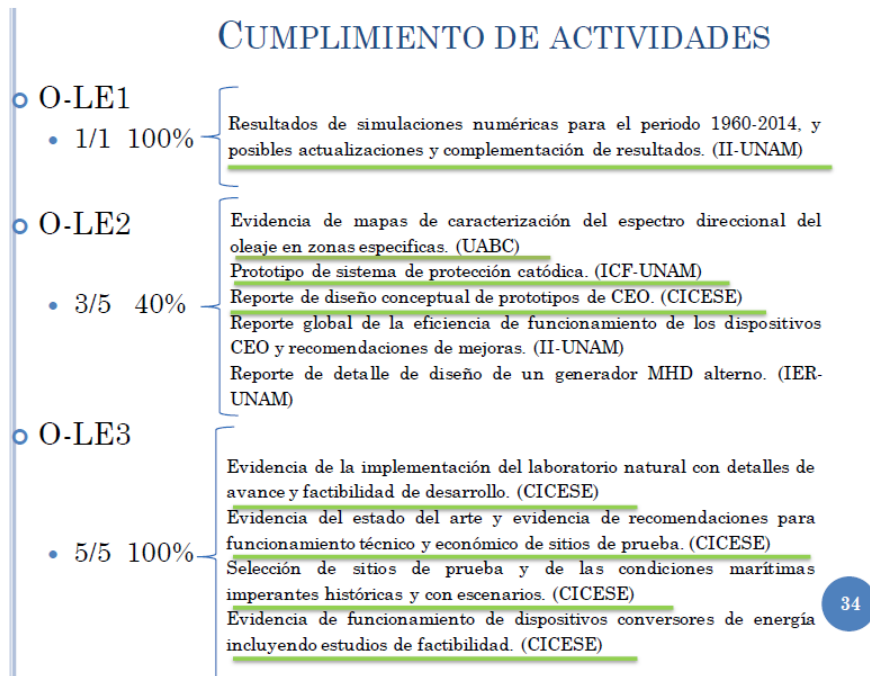 CUMPLIMIENTO DE ACTIVIDADES
O-LE1
• 1/1 100%
Resultados de simulaciones numéricas para el periodo 1960-2014, y
posibles actualizaciones y complementación de resultados. (II-UNAM)
O-LE2
• 3/5 40%
Evidencia de mapas de caracterización del espectro direccional del
oleaje en zonas especificas. (UABC)
Prototipo de sistema de protección catódica. (ICF-UNAM)
Reporte de diseño conceptual de prototipos de CEO. (CICESE)
Reporte global de la eficiencia de funcionamiento de los dispositivos
CEO y recomendaciones de mejoras. (II-UNAM)
Reporte de detalle de diseño de un generador MHD alterno. (IER-
UNAM)
O-LE3
• 5/5 100%
Evidencia de la implementación del laboratorio natural con detalles de
avance y factibilidad de desarrollo. (CICESE)
Evidencia del estado del arte y evidencia de recomendaciones para
funcionamiento técnico y económico de sitios de prueba. (CICESE)
Selección de sitios de prueba y de las condiciones marítimas
imperantes históricas y con escenarios. (CICESE)
Evidencia de funcionamiento de dispositivos conversores de energía
incluyendo estudios de factibilidad. (CICESE)
34